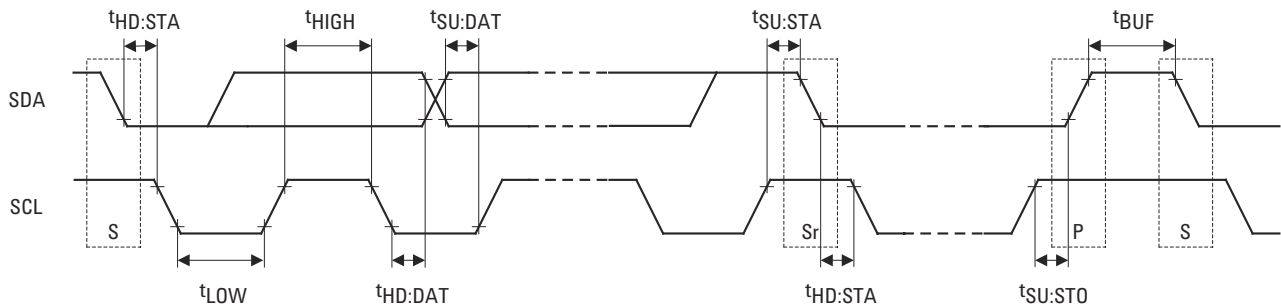 tHD:STA tHIGH tSU:DAT tSU:STA tBUF
SDA
SCL
S Sr P S
tLOW tHD:DAT tHD:STA tSU:STO